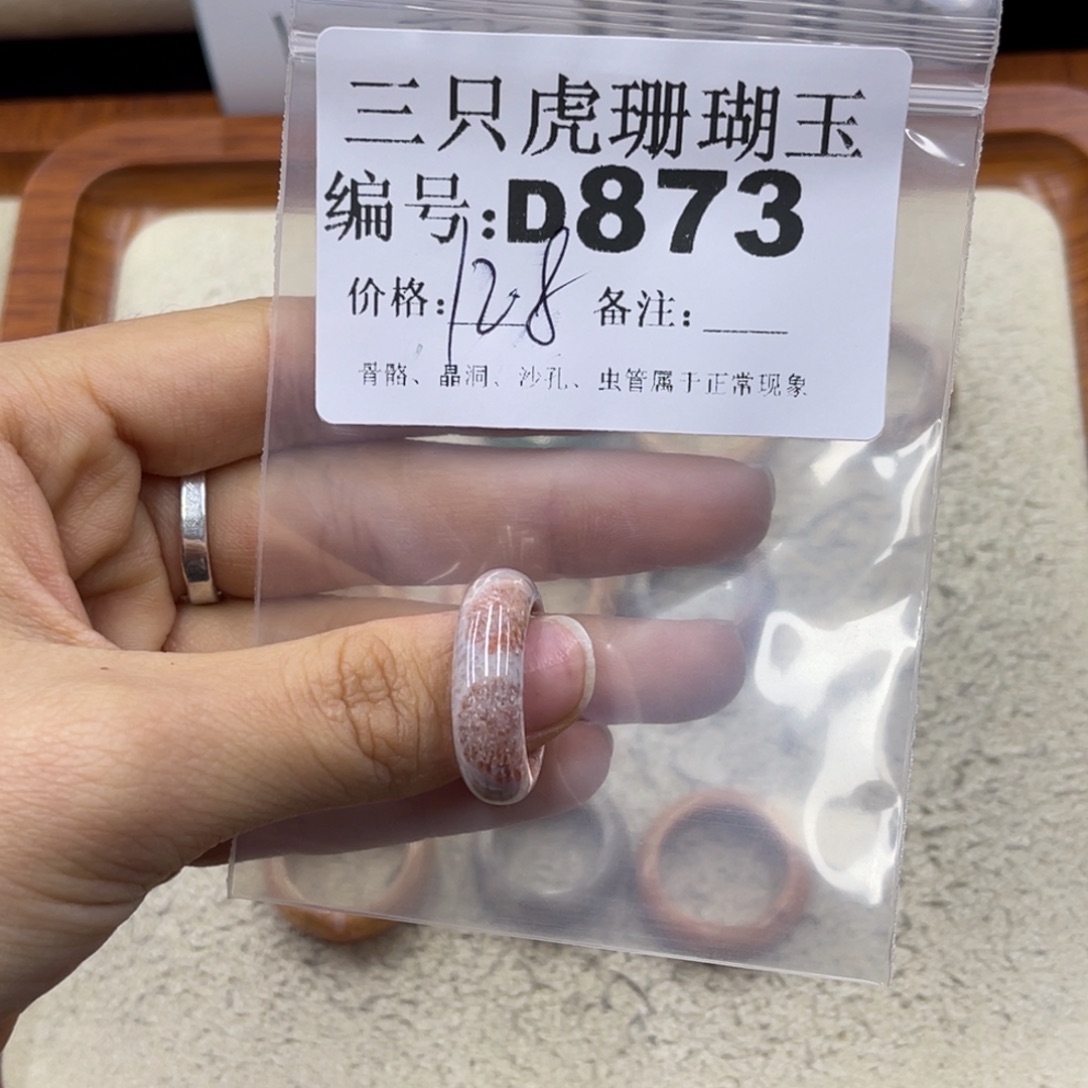 三只虎珊瑚玉
编号:D873
价格:128 备注:_____
骨骼、晶洞、沙孔、虫管属于正常现象